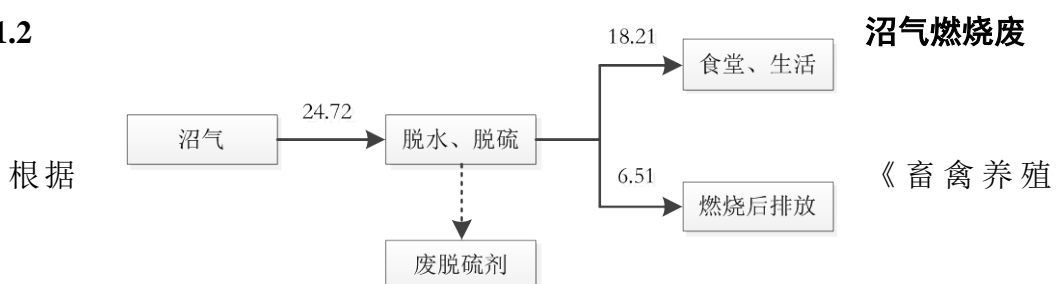 1.2
沼气燃烧废
18.21
食堂、生活
24.72
沼气
脱水、脱硫
根据
《畜禽养殖
6.51
燃烧后排放
废脱硫剂